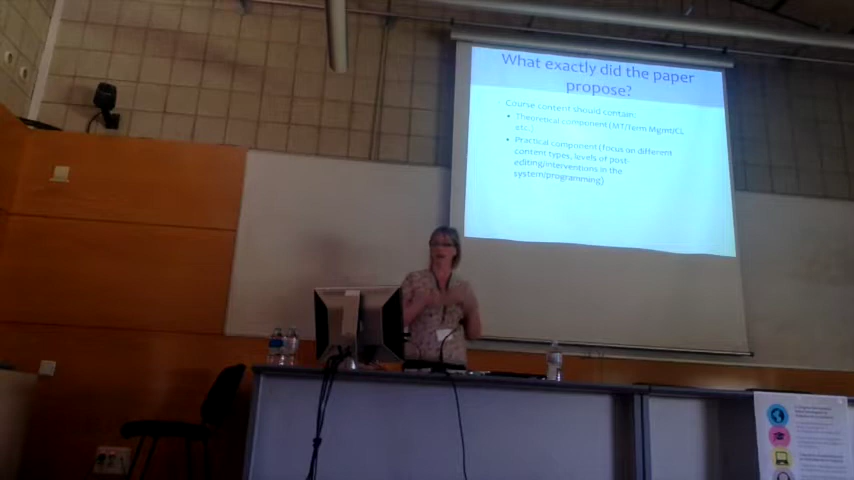 What exactly did the paper
propose?
Course content should contain:
• Theoretical component (MT/Term Mgmt/CL
etc..)
• Practical component (focus on different
content types, levels of post-
editing/interventions in the
system/programming)